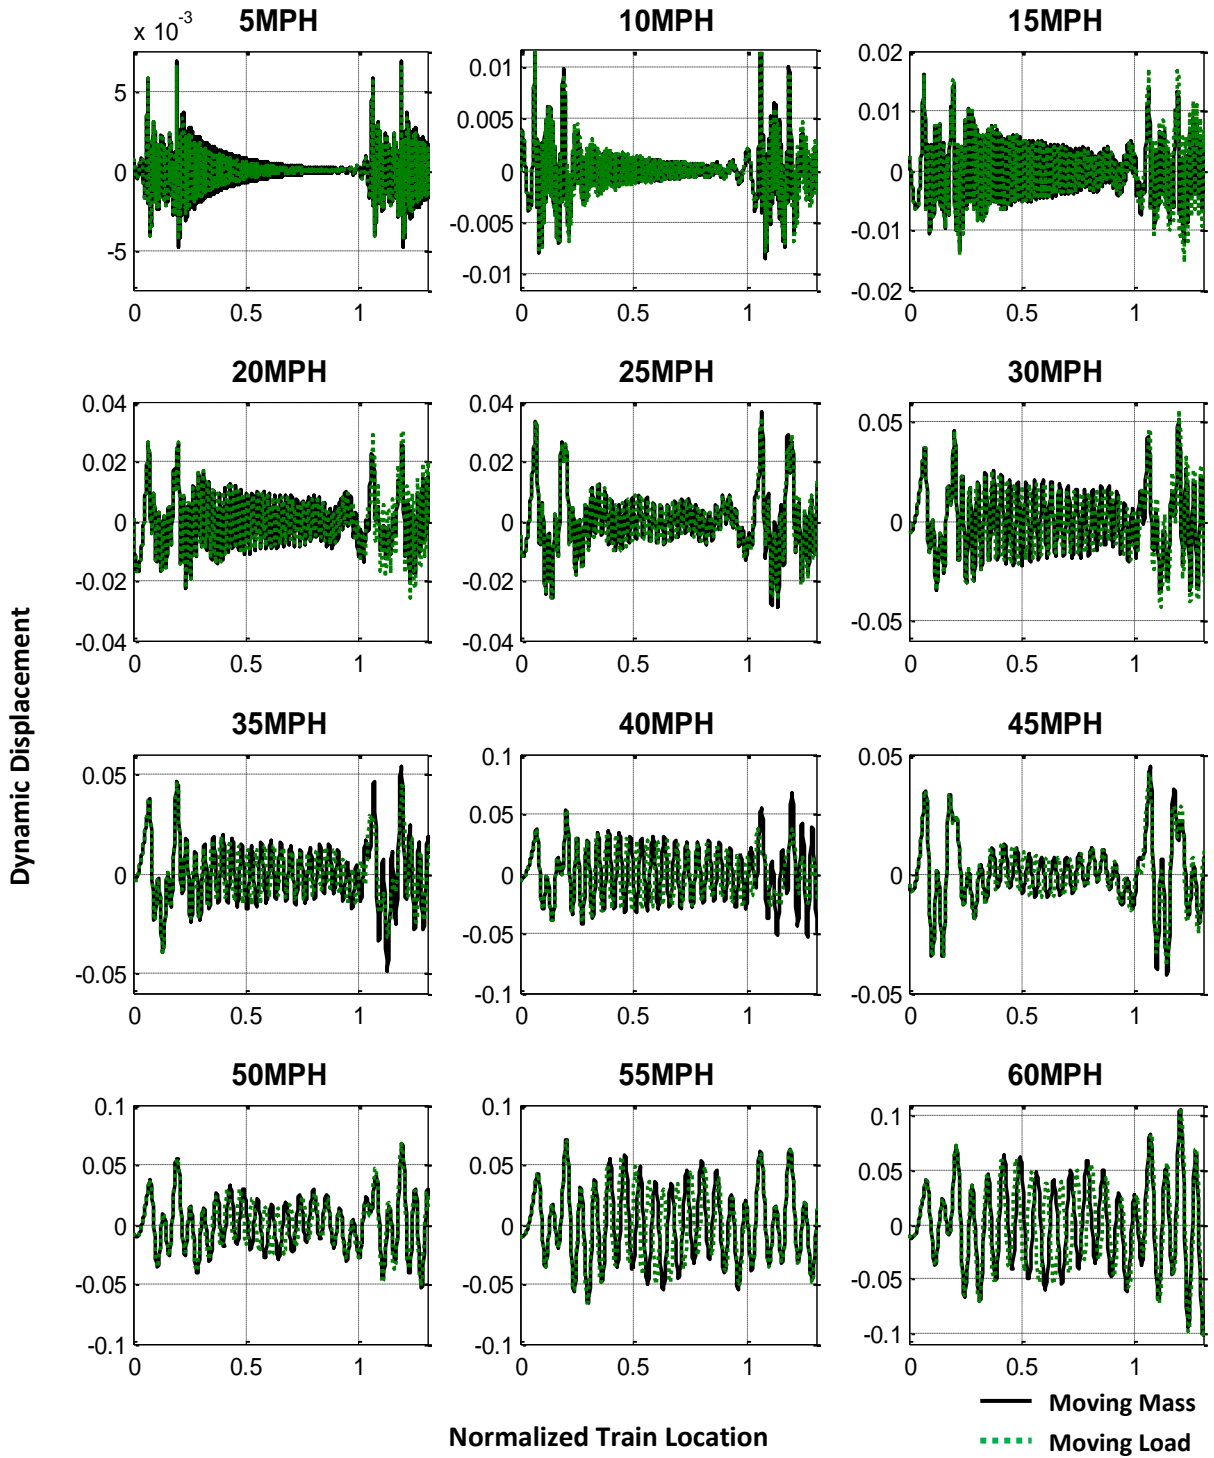 5MPH 10MPH 15MPH
x 10-3
5
0
-5
0 0.5 1
0.01
0.005
0
-0.005
-0.01
0 0.5 1
0.02
0.01
0
-0.01
-0.02
0 0.5 1
20MPH 25MPH 30MPH
0.04
0.02
0
-0.02
-0.04
0 0.5 1
0.04
0.02
0
-0.02
-0.04
0 0.5 1
0.05
0
-0.05
0 0.5 1
Dynamic Displacement
35MPH 40MPH 45MPH
0.05
0
-0.05
0 0.5 1
0.1
0.05
0
-0.05
-0.1
0 0.5 1
0.05
0
-0.05
0 0.5 1
50MPH 55MPH 60MPH
0.1
0.05
0
-0.05
-0.1
0 0.5 1
0.1
0.05
0
-0.05
-0.1
0 0.5 1
0.1
0.05
0
-0.05
-0.1
0 0.5 1
Normalized Train Location
Moving Mass
Moving Load